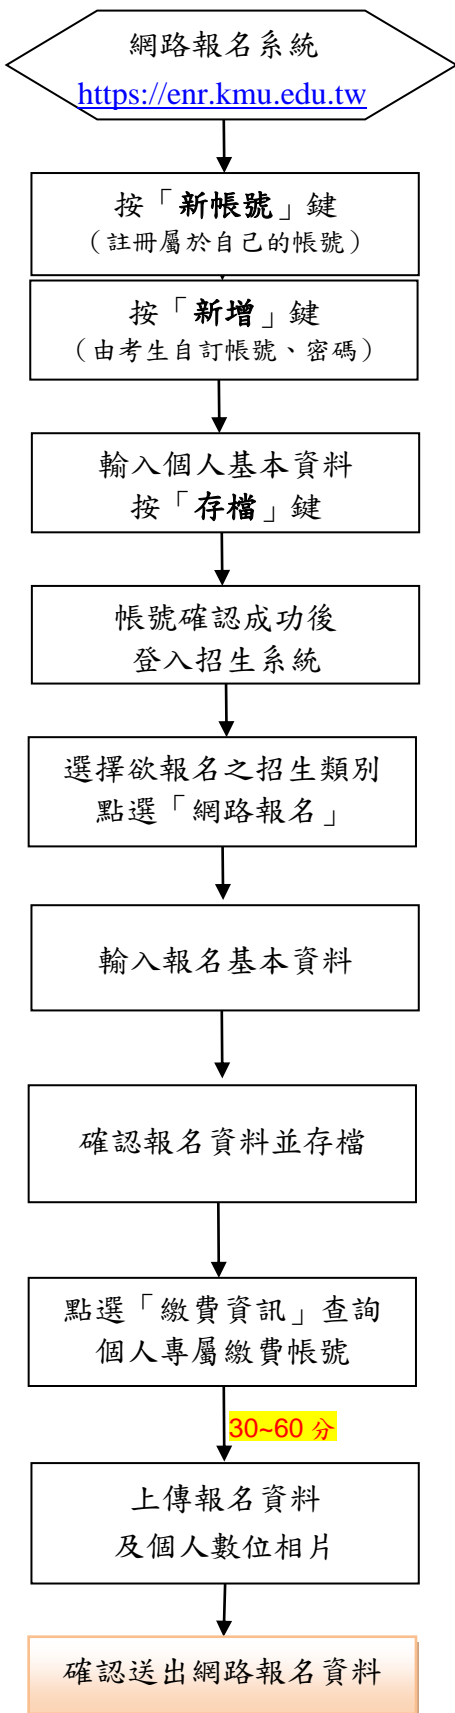 網路報名系統
https://enr.kmu.edu.tw
按「新帳號」鍵
（註冊屬於自己的帳號）
按「新增」鍵
（由考生自訂帳號、密碼）
輸入個人基本資料
按「存檔」鍵
帳號確認成功後
登入招生系統
選擇欲報名之招生類別
點選「網路報名」
輸入報名基本資料
確認報名資料並存檔
點選「繳費資訊」查詢
個人專屬繳費帳號
30~60 分
上傳報名資料
及個人數位相片
確認送出網路報名資料